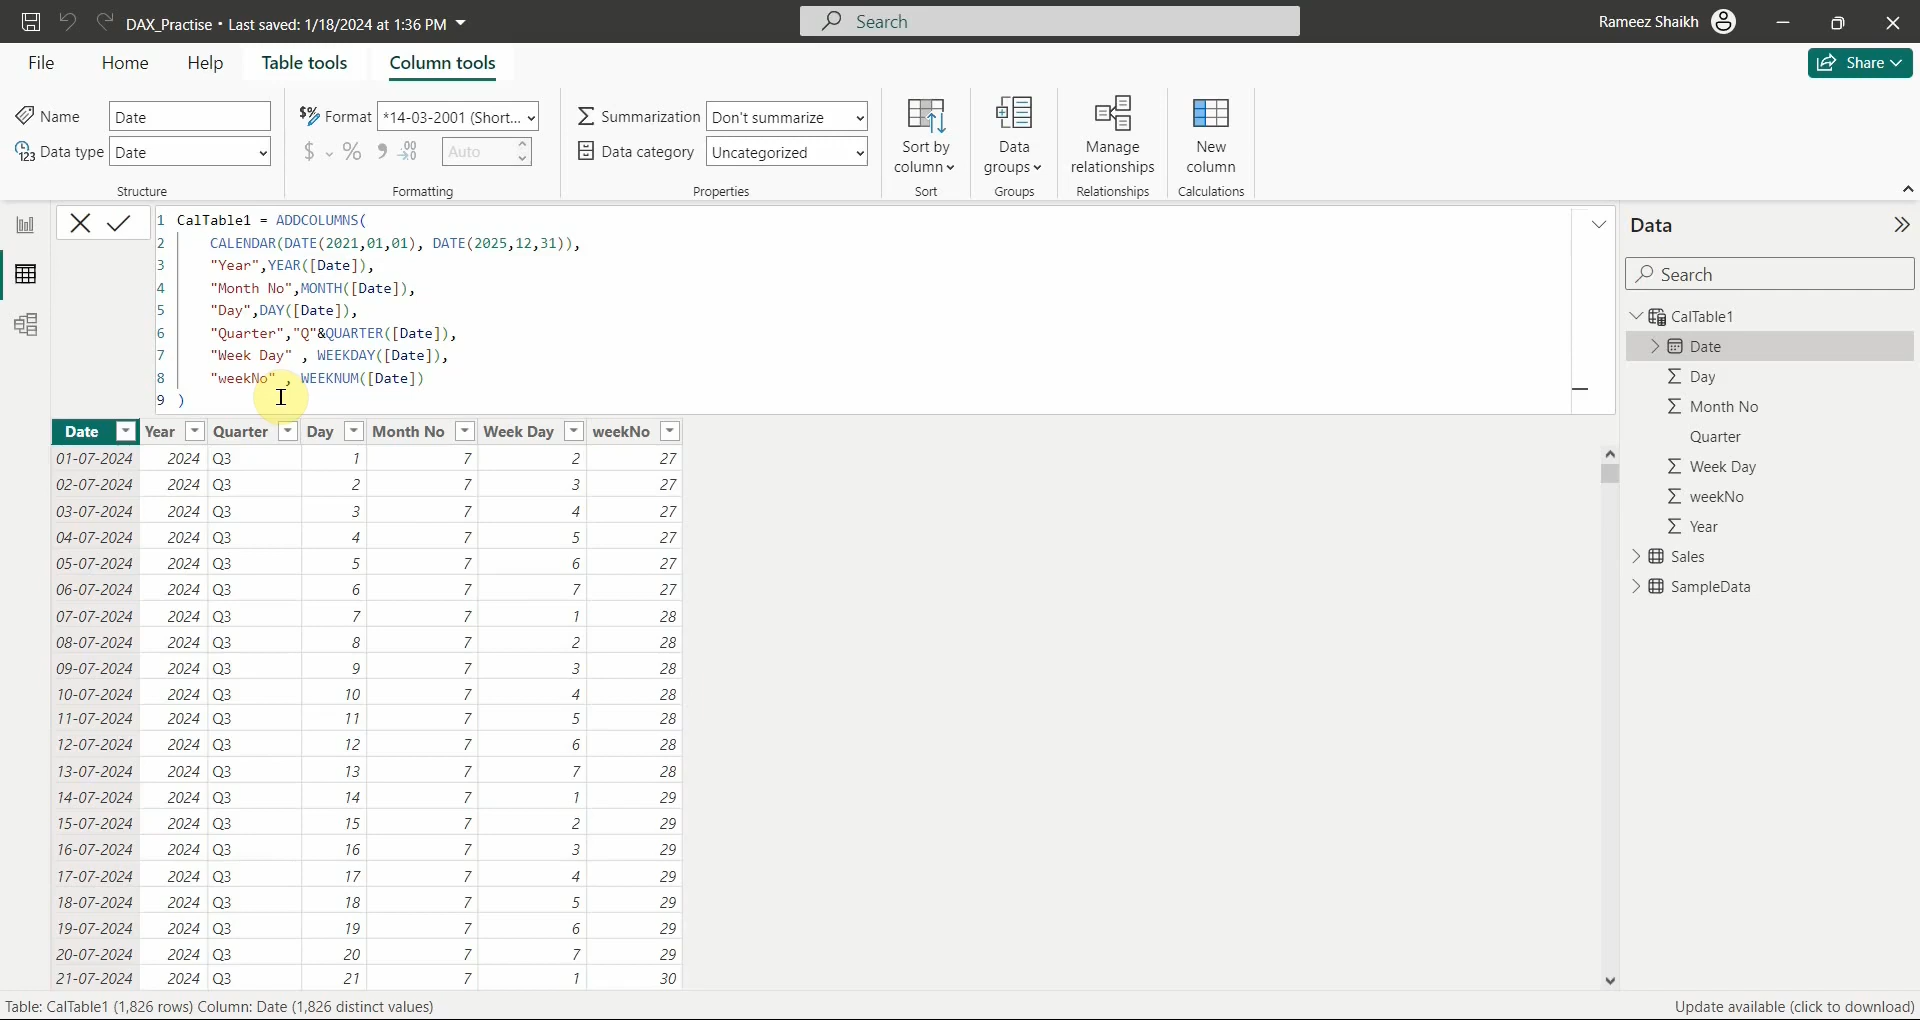 DAX_Practise • Last saved: 1/18/2024 at 1:36 PM
Search
Rameez Shaikh
File Home Help Table tools Column tools
Share
Name Date
Format *14-03-2001 (Short...
Summarization Don't summarize
Data type Date
$ % 9 .00 Auto
Data category Uncategorized
Sort by column
Data groups
Manage relationships
New column
Structure Formatting Properties Sort Groups Relationships Calculations
1 CalTable1 = ADDCOLUMNS(
2 CALENDAR(DATE(2021,01,01), DATE(2025,12,31)),
3 "Year",YEAR([Date]),
4 "Month No",MONTH([Date]),
5 "Day",DAY([Date]),
6 "Quarter","Q"&QUARTER([Date]),
7 "Week Day" , WEEKDAY([Date]),
8 "weekNo" , WEEKNUM([Date])
9 )
Date Year Quarter Day Month No Week Day weekNo
01-07-2024 2024 Q3 1 7 2 27
02-07-2024 2024 Q3 2 7 3 27
03-07-2024 2024 Q3 3 7 4 27
04-07-2024 2024 Q3 4 7 5 27
05-07-2024 2024 Q3 5 7 6 27
06-07-2024 2024 Q3 6 7 7 27
07-07-2024 2024 Q3 7 7 1 28
08-07-2024 2024 Q3 8 7 2 28
09-07-2024 2024 Q3 9 7 3 28
10-07-2024 2024 Q3 10 7 4 28
11-07-2024 2024 Q3 11 7 5 28
12-07-2024 2024 Q3 12 7 6 28
13-07-2024 2024 Q3 13 7 7 28
14-07-2024 2024 Q3 14 7 1 29
15-07-2024 2024 Q3 15 7 2 29
16-07-2024 2024 Q3 16 7 3 29
17-07-2024 2024 Q3 17 7 4 29
18-07-2024 2024 Q3 18 7 5 29
19-07-2024 2024 Q3 19 7 6 29
20-07-2024 2024 Q3 20 7 7 29
21-07-2024 2024 Q3 21 7 1 30
Data
Search
CalTable1
Date
Day
Month No
Quarter
Week Day
weekNo
Year
Sales
SampleData
Table: CalTable1 (1,826 rows) Column: Date (1,826 distinct values)
Update available (click to download)